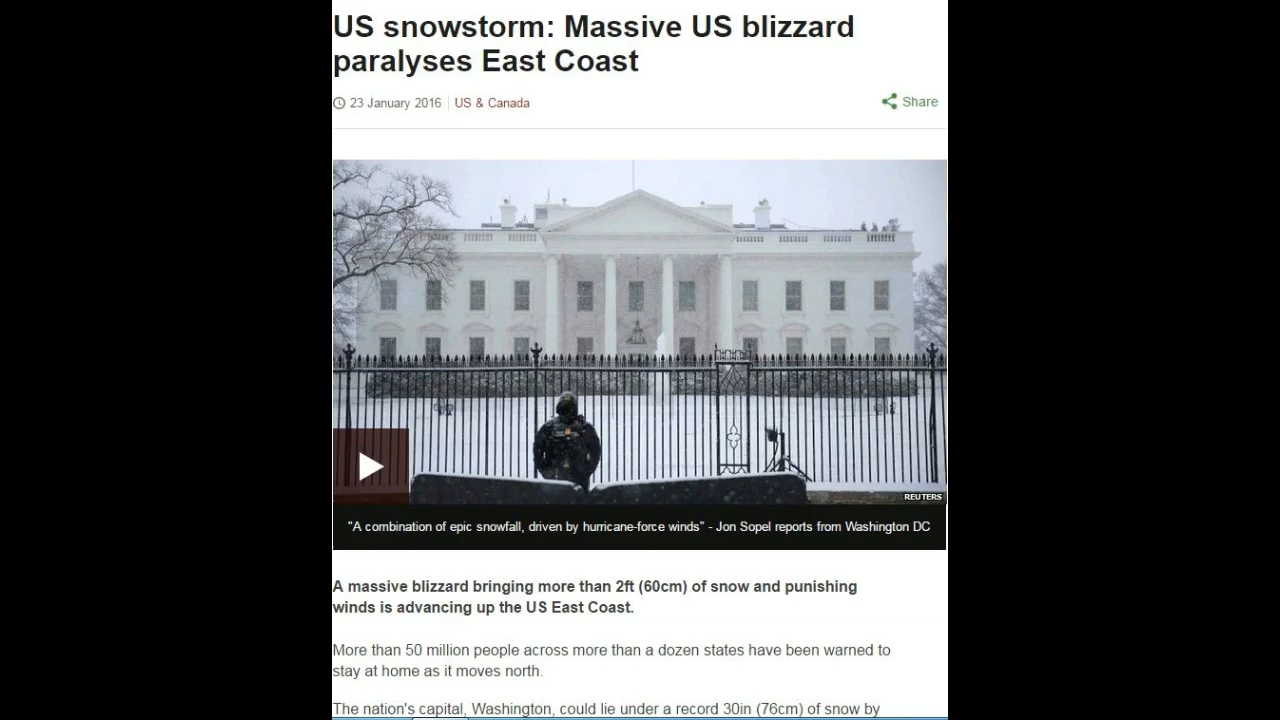 US snowstorm: Massive US blizzard
paralyses East Coast
23 January 2016 US & Canada Share
REUTERS
"A combination of epic snowfall, driven by hurricane-force winds" - Jon Sopel reports from Washington DC
A massive blizzard bringing more than 2ft (60cm) of snow and punishing
winds is advancing up the US East Coast.
More than 50 million people across more than a dozen states have been warned to
stay at home as it moves north.
The nation's capital, Washington, could lie under a record 30in (76cm) of snow by